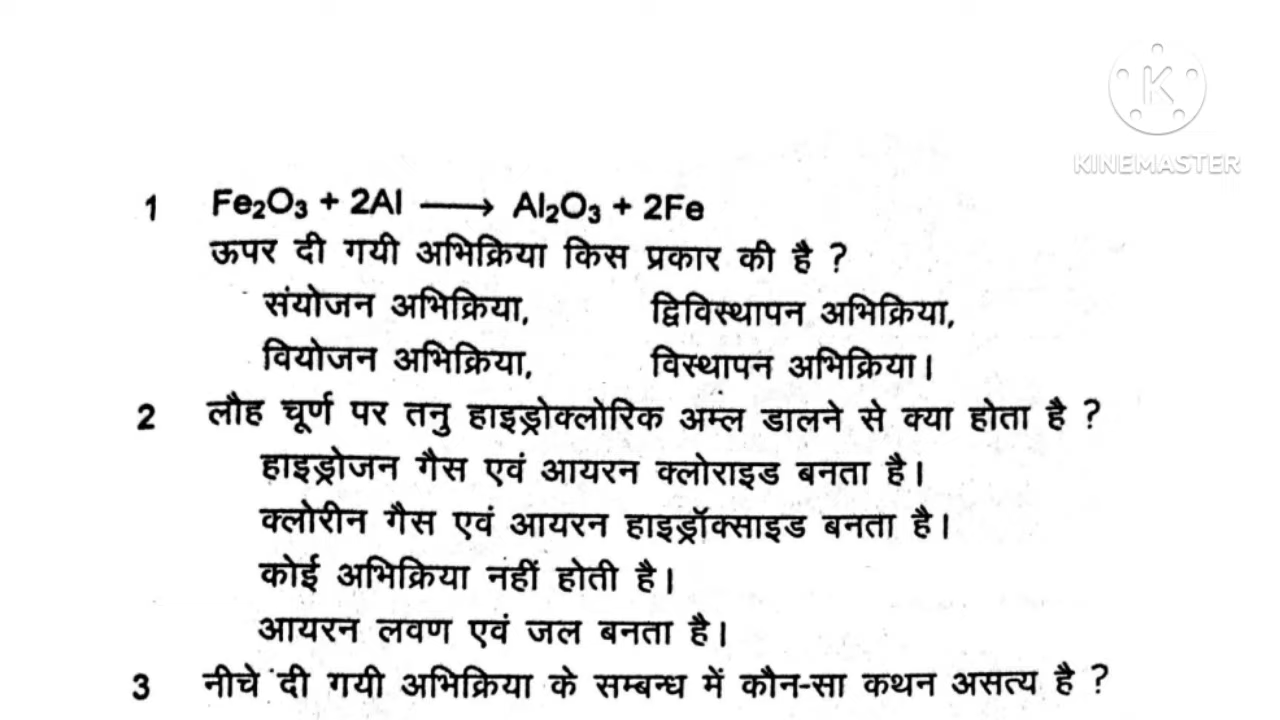 KINEMASTER
1 Fe₂O₃ + 2Al ⟶ Al₂O₃ + 2Fe
ऊपर दी गयी अभिक्रिया किस प्रकार की है ?
संयोजन अभिक्रिया, द्विविस्थापन अभिक्रिया,
वियोजन अभिक्रिया, विस्थापन अभिक्रिया।
2 लौह चूर्ण पर तनु हाइड्रोक्लोरिक अम्ल डालने से क्या होता है ?
हाइड्रोजन गैस एवं आयरन क्लोराइड बनता है।
क्लोरीन गैस एवं आयरन हाइड्रॉक्साइड बनता है।
कोई अभिक्रिया नहीं होती है।
आयरन लवण एवं जल बनता है।
3 नीचे दी गयी अभिक्रिया के सम्बन्ध में कौन-सा कथन असत्य है ?